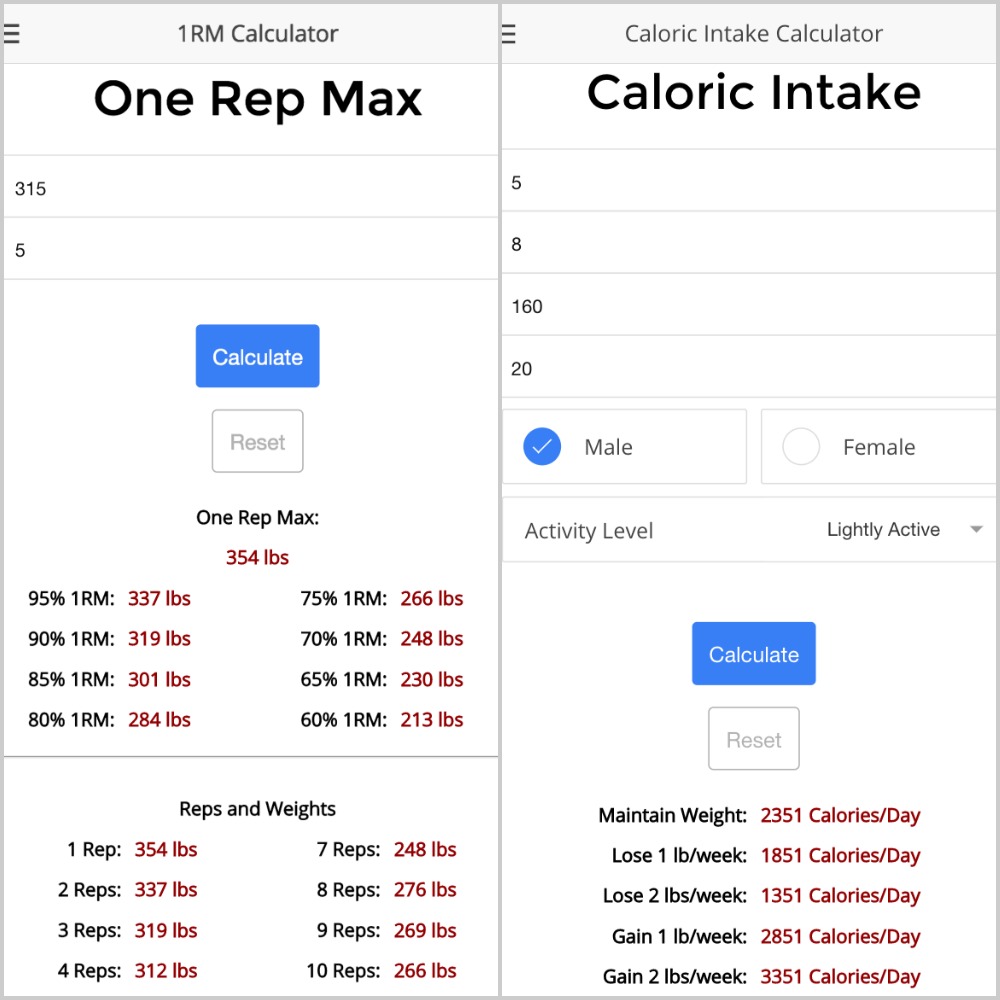 1RM Calculator
One Rep Max
315
5
Calculate
Reset
One Rep Max:
354 lbs
95% 1RM: 337 lbs 75% 1RM: 266 lbs
90% 1RM: 319 lbs 70% 1RM: 248 lbs
85% 1RM: 301 lbs 65% 1RM: 230 lbs
80% 1RM: 284 lbs 60% 1RM: 213 lbs
Reps and Weights
1 Rep: 354 lbs 7 Reps: 248 lbs
2 Reps: 337 lbs 8 Reps: 276 lbs
3 Reps: 319 lbs 9 Reps: 269 lbs
4 Reps: 312 lbs 10 Reps: 266 lbs
Caloric Intake Calculator
Caloric Intake
5
8
160
20
Male Female
Activity Level Lightly Active
Calculate
Reset
Maintain Weight: 2351 Calories/Day
Lose 1 lb/week: 1851 Calories/Day
Lose 2 lbs/week: 1351 Calories/Day
Gain 1 lb/week: 2851 Calories/Day
Gain 2 lbs/week: 3351 Calories/Day